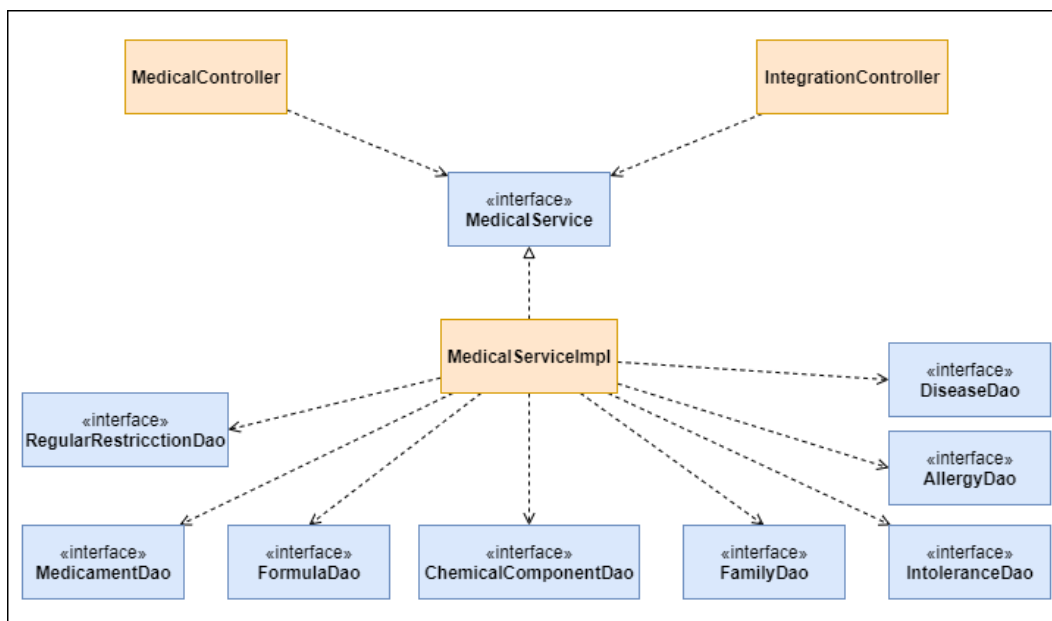 MedicalController
IntegrationController
«interface»
MedicalService
MedicalServiceImpl
«interface»
DiseaseDao
«interface»
RegularRestricctionDao
«interface»
AllergyDao
«interface»
MedicamentDao
«interface»
FormulaDao
«interface»
ChemicalComponentDao
«interface»
FamilyDao
«interface»
IntoleranceDao